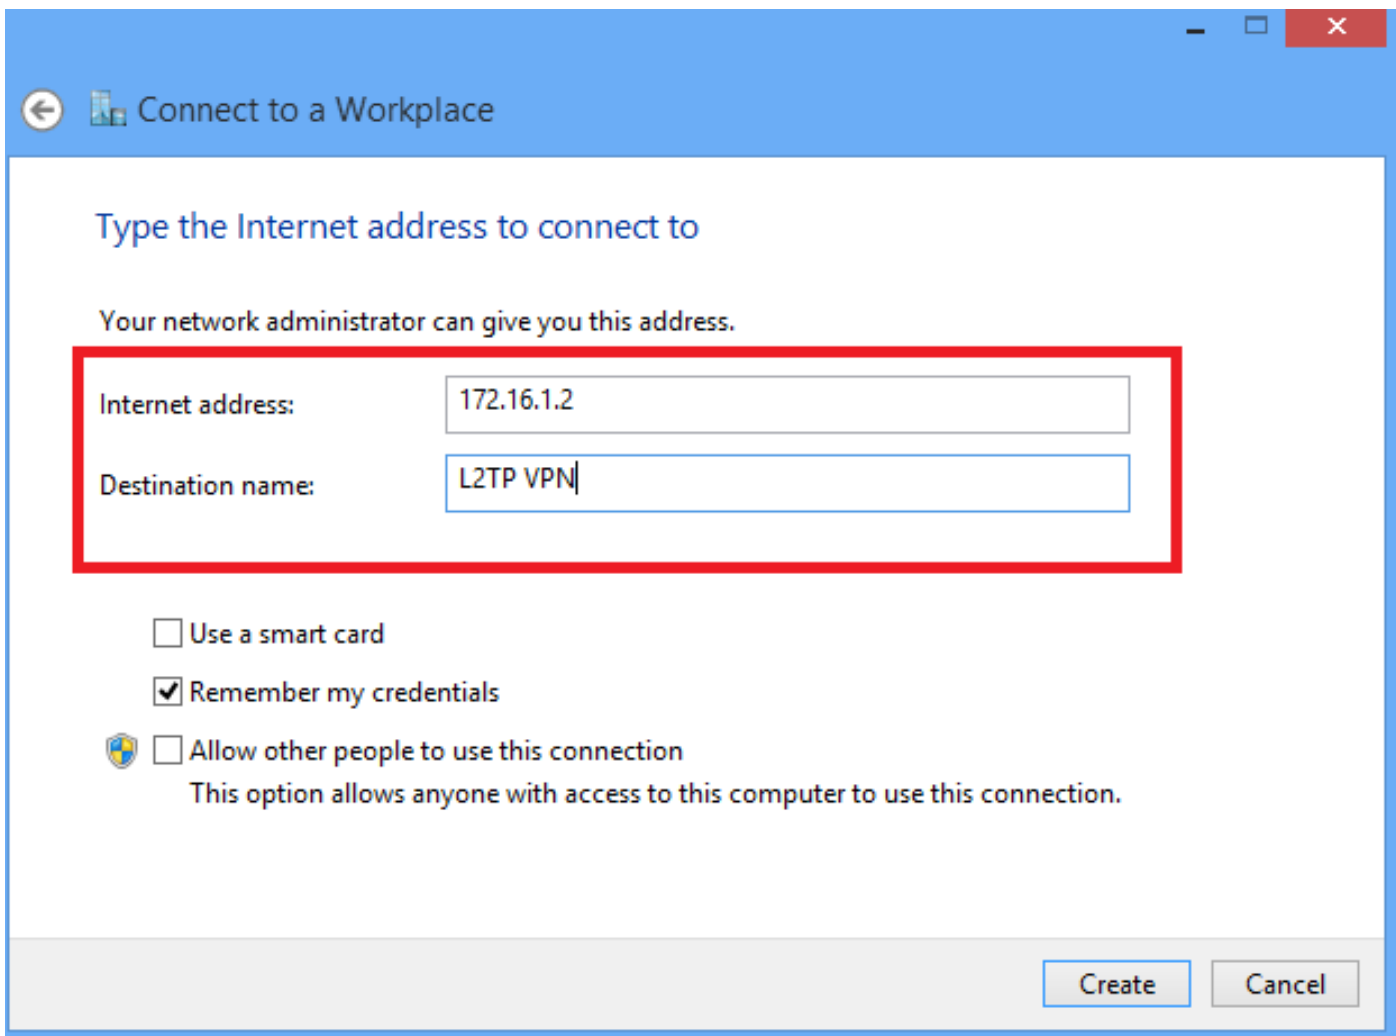 Connect to a Workplace
Type the Internet address to connect to
Your network administrator can give you this address.
Internet address: 172.16.1.2
Destination name: L2TP VPN
Use a smart card
Remember my credentials
Allow other people to use this connection
This option allows anyone with access to this computer to use this connection.
Create Cancel